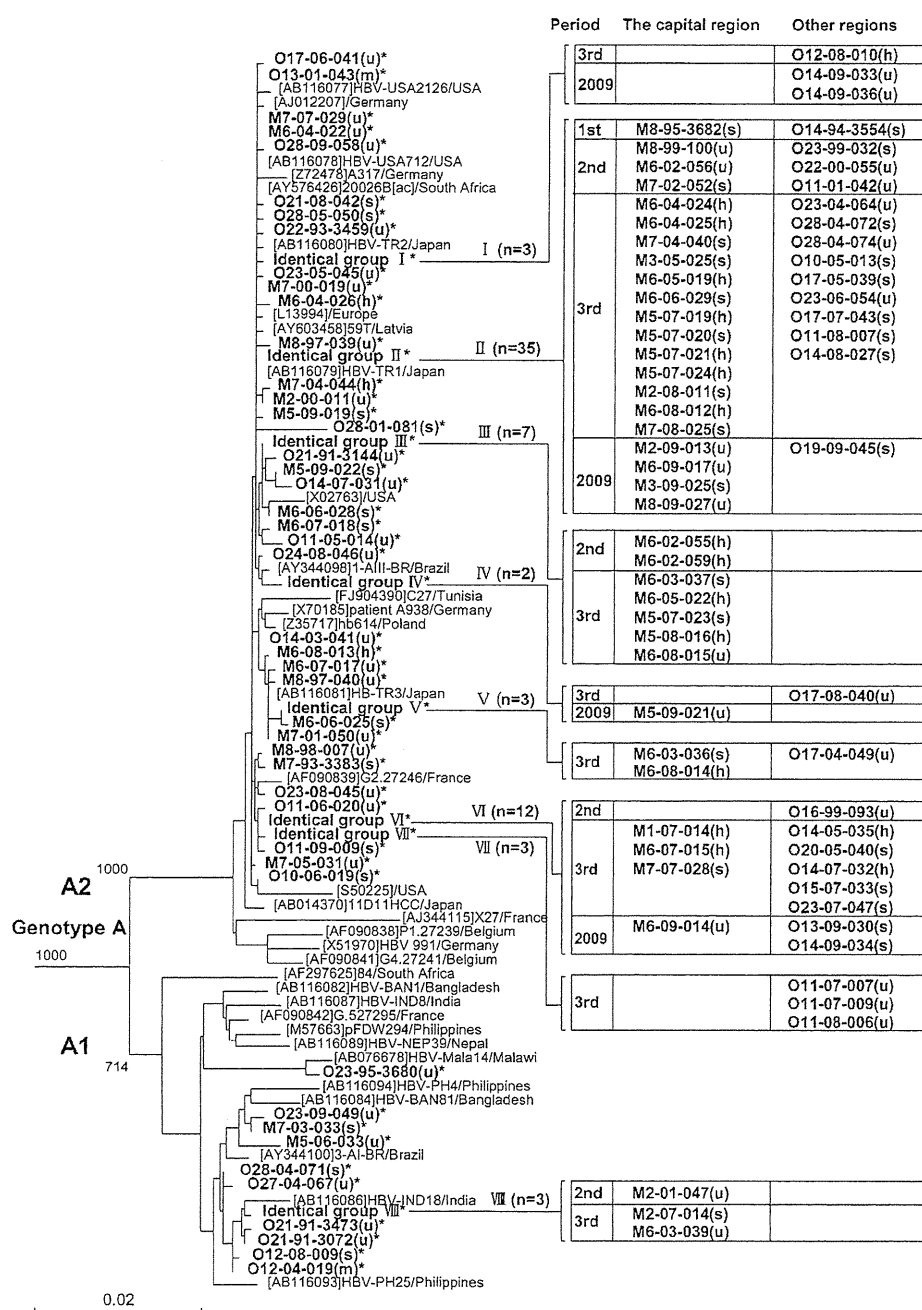 Period The capital region Other regions
O17-06-041(u)*
O13-01-043(m)*
[AB116077]HBV-USA2126/USA
[AJ012207]/Germany
M7-07-029(u)*
M6-04-022(u)*
O28-09-058(u)*
[AB116078]HBV-USA712/USA
[Z72478]A317/Germany
[AY576426]20026B[ac]/South Africa
O21-08-042(s)*
O28-05-050(s)*
O22-93-3459(u)*
[AB116080]HBV-TR2/Japan
Identical group Ⅰ* Ⅰ (n=3)
O23-05-045(u)*
M7-00-019(u)*
M6-04-026(h)*
[L13994]/Europe
[AY603458]59T/Latvia
M8-97-039(u)*
Identical group Ⅱ* Ⅱ (n=35)
[AB116079]HBV-TR1/Japan
M7-04-044(h)*
M2-00-011(u)*
M5-09-019(s)*
O28-01-081(s)*
Identical group Ⅲ* Ⅲ (n=7)
O21-91-3144(u)*
M5-09-022(s)*
O14-07-031(u)*
[X02763]/USA
M6-06-028(s)*
M6-07-018(s)*
O11-05-014(u)*
O24-08-046(u)*
[AY344098]1-AIII-BR/Brazil
Identical group Ⅳ* Ⅳ (n=2)
[FJ904390]C27/Tunisia
[X70185]patient A938/Germany
[Z35717]hb614/Poland
O14-03-041(u)*
M6-08-013(h)*
M6-07-017(u)*
M8-97-040(u)*
[AB116081]HB-TR3/Japan
Identical group Ⅴ* Ⅴ (n=3)
M6-06-025(s)*
M7-01-050(u)*
M8-98-007(u)*
M7-93-3383(s)*
[AF090839]G2.27246/France
O23-08-045(u)*
O11-06-020(u)*
Identical group Ⅵ* Ⅵ (n=12)
Identical group Ⅶ* Ⅶ (n=3)
O11-09-009(s)*
M7-05-031(u)*
O10-06-019(s)*
[S50225]/USA
[AB014370]11D11HCC/Japan
[AJ344115]X27/France
[AF090838]P1.27239/Belgium
[X51970]HBV 991/Germany
[AF090841]G4.27241/Belgium
[AF297625]84/South Africa
[AB116082]HBV-BAN1/Bangladesh
[AB116087]HBV-IND8/India
[AF090842]G.527295/France
[M57663]pFDW294/Philippines
[AB116089]HBV-NEP39/Nepal
[AB076678]HBV-Mala14/Malawi
O23-95-3680(u)*
[AB116094]HBV-PH4/Philippines
[AB116084]HBV-BAN81/Bangladesh
O23-09-049(u)*
M7-03-033(s)*
M5-06-033(u)*
[AY344100]3-AI-BR/Brazil
O28-04-071(s)*
O27-04-067(u)*
[AB116086]HBV-IND18/India
Identical group Ⅷ* Ⅷ (n=3)
O21-91-3473(u)*
O21-91-3072(u)*
O12-08-009(s)*
O12-04-019(m)*
[AB116093]HBV-PH25/Philippines
A2
1000
Genotype A
1000
A1
714
0.02
3rd O12-08-010(h)
2009 O14-09-033(u)
O14-09-036(u)
1st M8-95-3682(s) O14-94-3554(s)
2nd M8-99-100(u) O23-99-032(s)
M6-02-056(u) O22-00-055(u)
M7-02-052(s) O11-01-042(u)
3rd M6-04-024(h) O23-04-064(u)
M6-04-025(h) O28-04-072(s)
M7-04-040(s) O28-04-074(u)
M3-05-025(s) O10-05-013(s)
M6-05-019(h) O17-05-039(s)
M6-06-029(s) O23-06-054(u)
M5-07-019(h) O17-07-043(s)
M5-07-020(s) O11-08-007(s)
M5-07-021(h) O14-08-027(s)
M5-07-024(h)
M2-08-011(s)
M6-08-012(h)
M7-08-025(s)
2009 M2-09-013(u) O19-09-045(s)
M6-09-017(u)
M3-09-025(s)
M8-09-027(u)
2nd M6-02-055(h)
M6-02-059(h)
3rd M6-03-037(s)
M6-05-022(h)
M5-07-023(s)
M5-08-016(h)
M6-08-015(u)
3rd O17-08-040(u)
2009 M5-09-021(u)
3rd M6-03-036(s) O17-04-049(u)
M6-08-014(h)
2nd O16-99-093(u)
3rd M1-07-014(h) O14-05-035(h)
M6-07-015(h) O20-05-040(s)
M7-07-028(s) O14-07-032(h)
O15-07-033(s)
O23-07-047(s)
2009 M6-09-014(u) O13-09-030(s)
O14-09-034(s)
3rd O11-07-007(u)
O11-07-009(u)
O11-08-006(u)
2nd M2-01-047(u)
3rd M2-07-014(s)
M6-03-039(u)